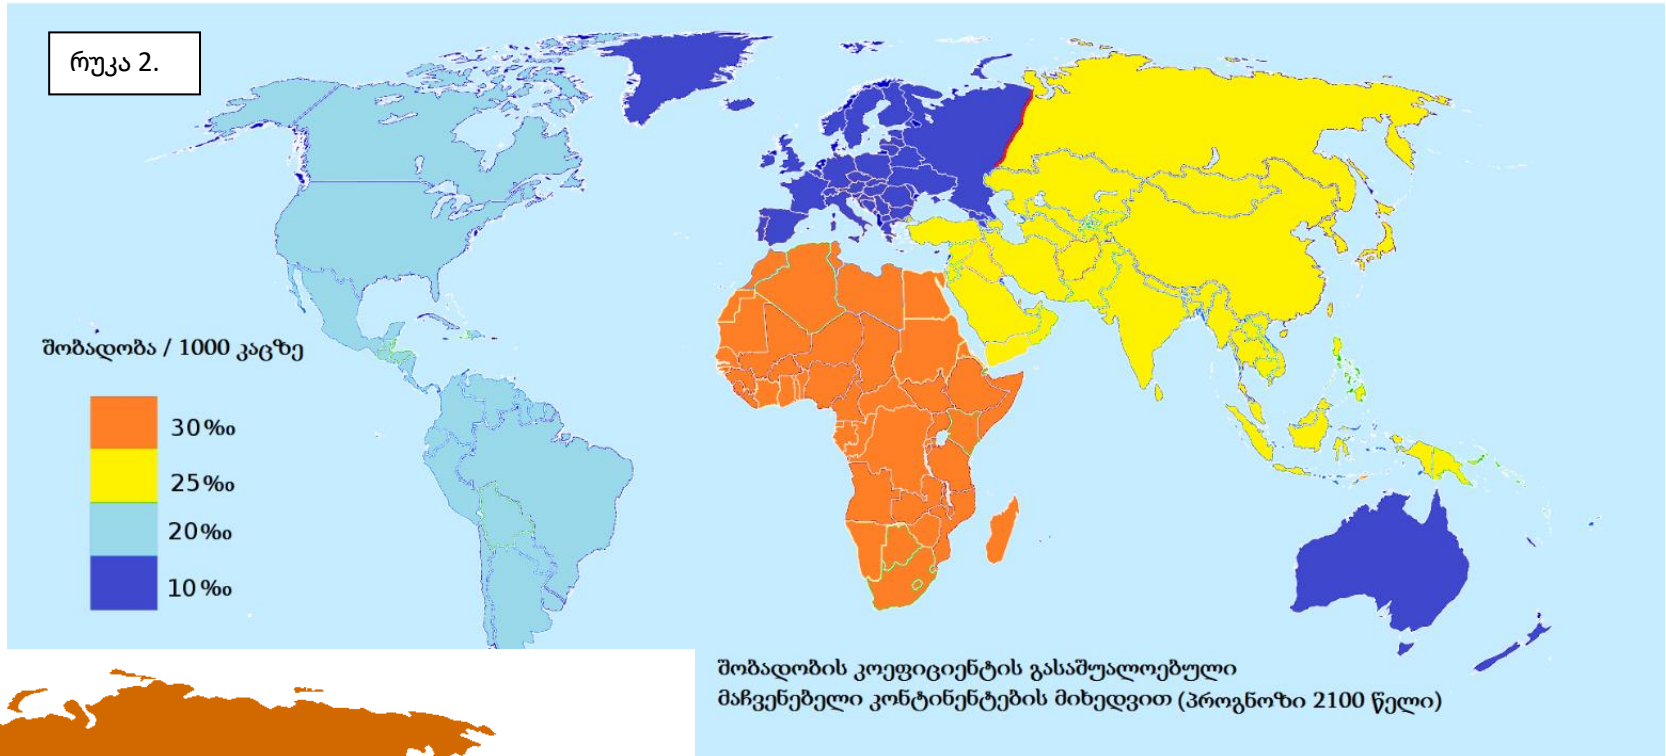 რუკა 2.
შობადობა / 1000 კაცზე
30 ‰
25 ‰
20 ‰
10 ‰
შობადობის კოეფიციენტის გასაშუალოებული
მაჩვენებელი კონტინენტების მიხედვით (პროგნოზი 2100 წელი)